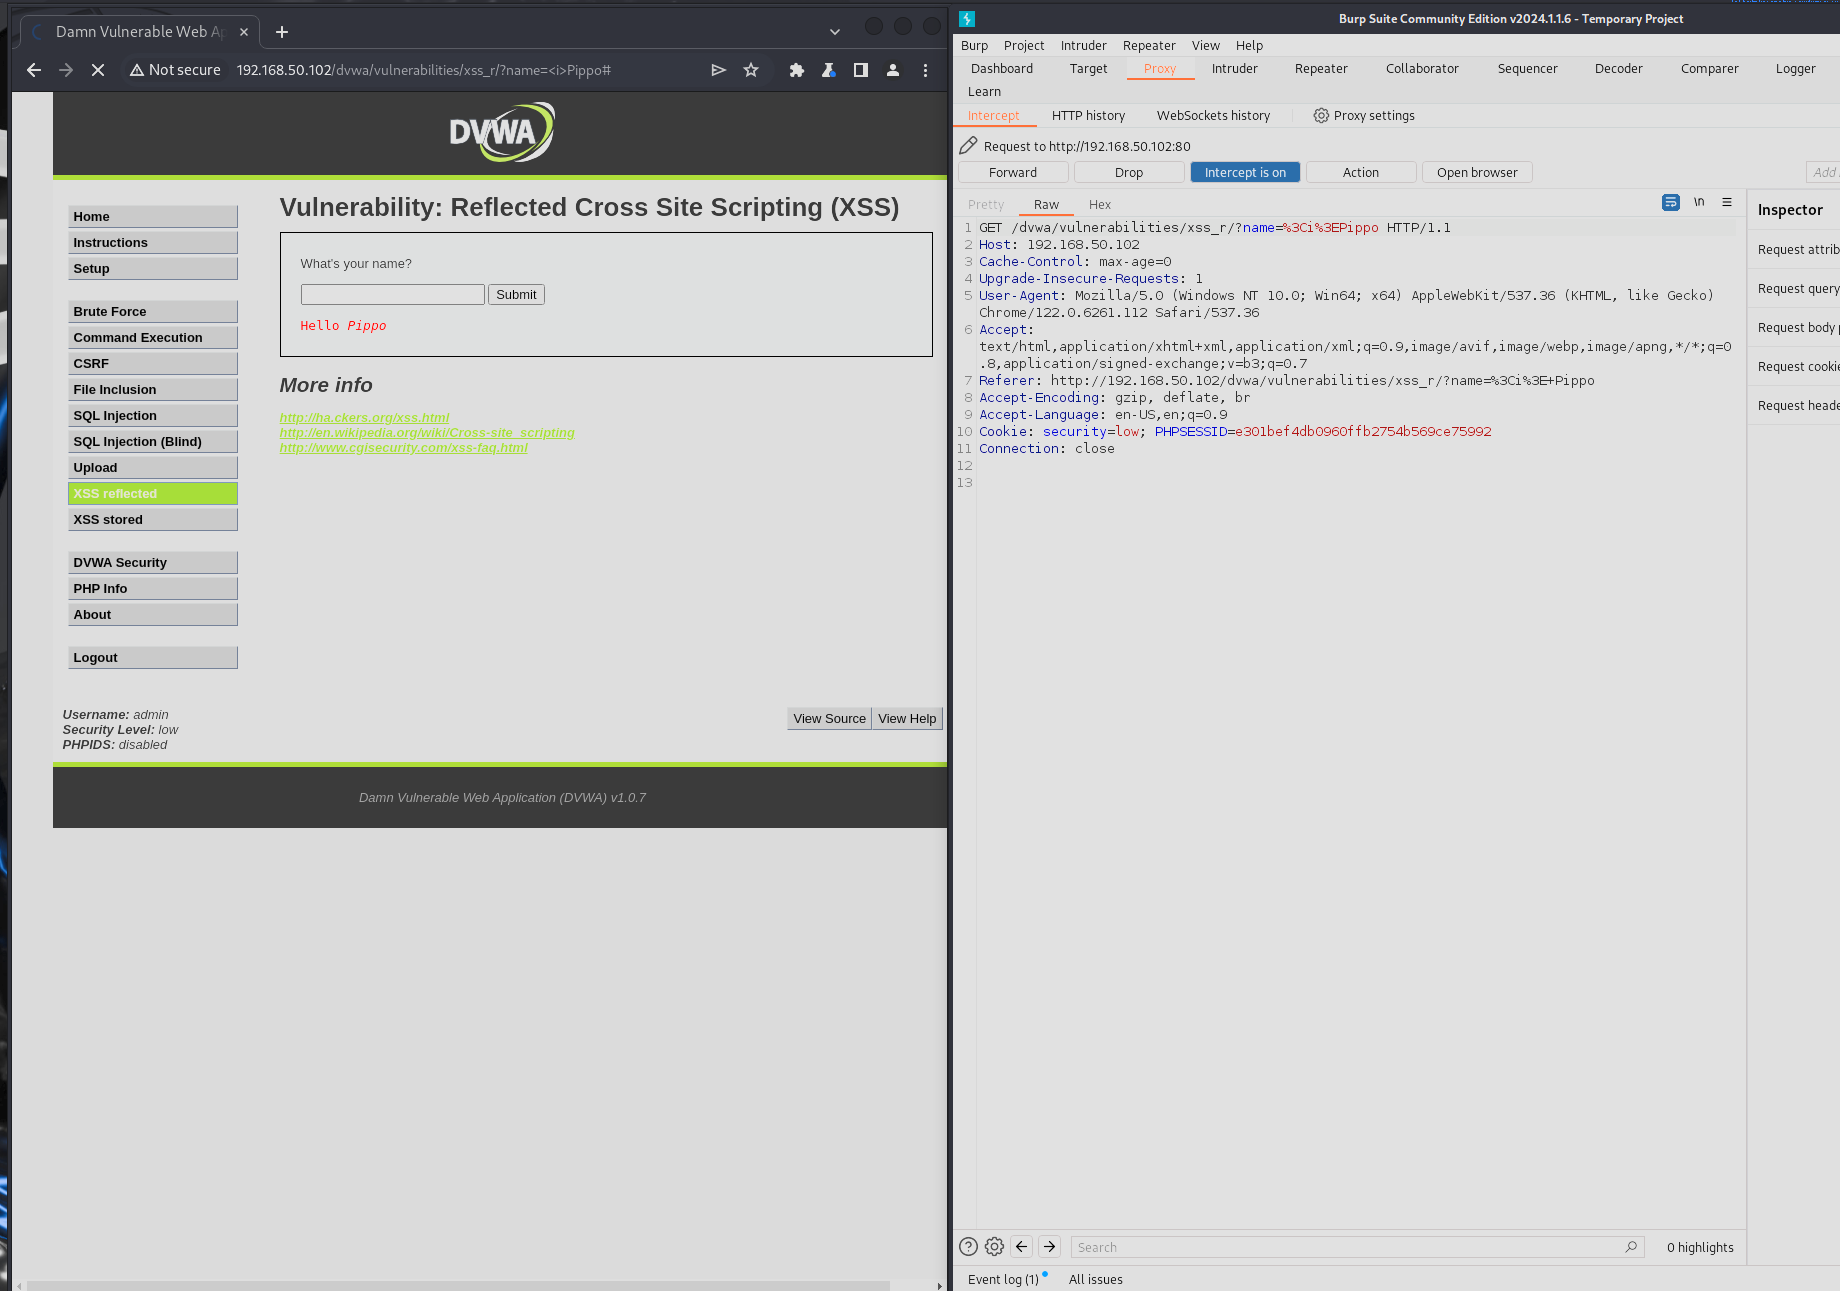 Damn Vulnerable Web Ap
Not secure 192.168.50.102/dvwa/vulnerabilities/xss_r/?name=<i>Pippo#
DVWA
Home
Instructions
Setup
Brute Force
Command Execution
CSRF
File Inclusion
SQL Injection
SQL Injection (Blind)
Upload
XSS reflected
XSS stored
DVWA Security
PHP Info
About
Logout
Vulnerability: Reflected Cross Site Scripting (XSS)
What's your name?
Submit
Hello Pippo
More info
http://ha.ckers.org/xss.html
http://en.wikipedia.org/wiki/Cross-site_scripting
http://www.cgisecurity.com/xss-faq.html
Username: admin
Security Level: low
PHPIDS: disabled
View Source View Help
Damn Vulnerable Web Application (DVWA) v1.0.7
Burp Suite Community Edition v2024.1.1.6 - Temporary Project
Burp Project Intruder Repeater View Help
Dashboard Target Proxy Intruder Repeater Collaborator Sequencer Decoder Comparer Logger
Learn
Intercept HTTP history WebSockets history Proxy settings
Request to http://192.168.50.102:80
Forward Drop Intercept is on Action Open browser Add
Pretty Raw Hex \n
1 GET /dvwa/vulnerabilities/xss_r/?name=%3Ci%3EPippo HTTP/1.1
2 Host: 192.168.50.102
3 Cache-Control: max-age=0
4 Upgrade-Insecure-Requests: 1
5 User-Agent: Mozilla/5.0 (Windows NT 10.0; Win64; x64) AppleWebKit/537.36 (KHTML, like Gecko)
Chrome/122.0.6261.112 Safari/537.36
6 Accept:
text/html,application/xhtml+xml,application/xml;q=0.9,image/avif,image/webp,image/apng,*/*;q=0
.8,application/signed-exchange;v=b3;q=0.7
7 Referer: http://192.168.50.102/dvwa/vulnerabilities/xss_r/?name=%3Ci%3E+Pippo
8 Accept-Encoding: gzip, deflate, br
9 Accept-Language: en-US,en;q=0.9
10 Cookie: security=low; PHPSESSID=e301bef4db0960ffb2754b569ce75992
11 Connection: close
12
13
Inspector
Request attrib
Request query
Request body p
Request cookie
Request heade
Search
0 highlights
Event log (1) All issues